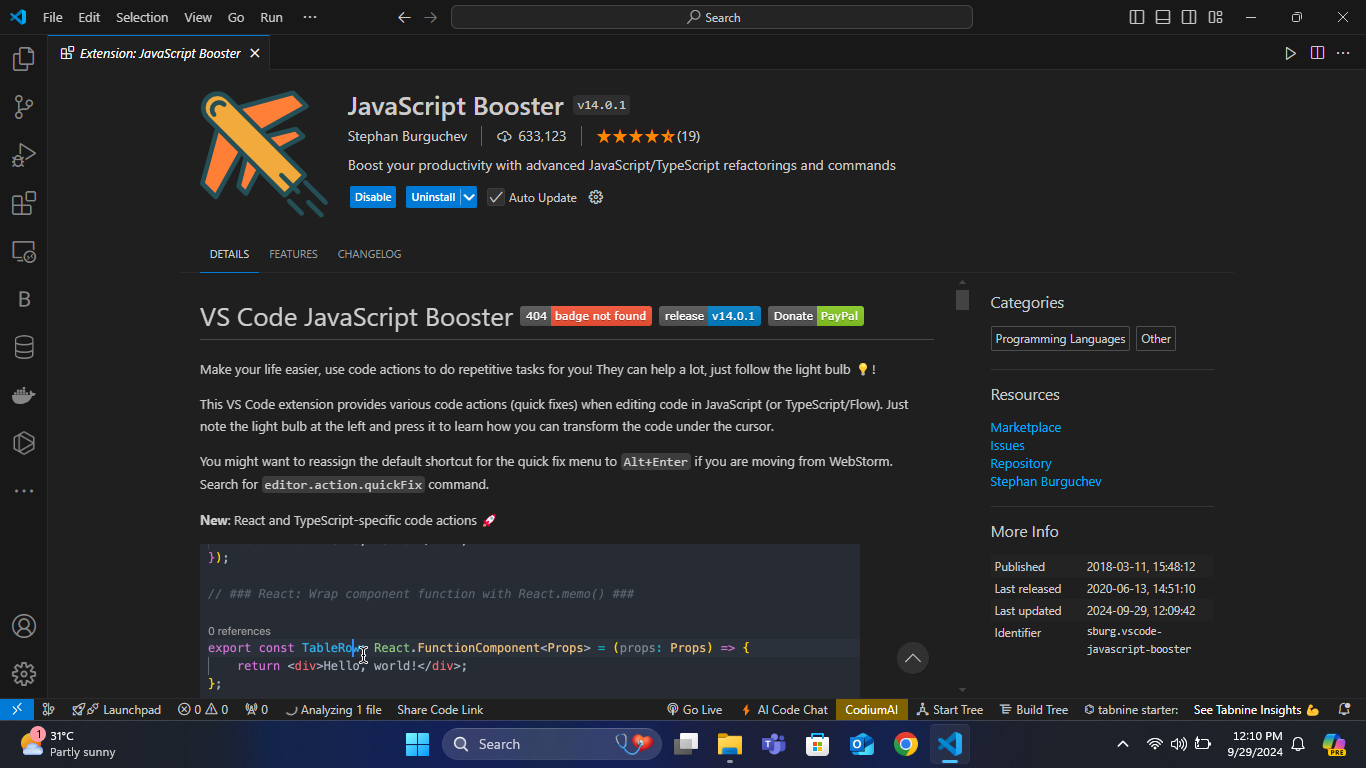 File Edit Selection View Go Run ··· Search
Extension: JavaScript Booster
JavaScript Booster v14.0.1
Stephan Burguchev 633,123 (19)
Boost your productivity with advanced JavaScript/TypeScript refactorings and commands
Disable Uninstall Auto Update
DETAILS FEATURES CHANGELOG
VS Code JavaScript Booster 404 badge not found release v14.0.1 Donate PayPal
Make your life easier, use code actions to do repetitive tasks for you! They can help a lot, just follow the light bulb 💡!
This VS Code extension provides various code actions (quick fixes) when editing code in JavaScript (or TypeScript/Flow). Just
note the light bulb at the left and press it to learn how you can transform the code under the cursor.
You might want to reassign the default shortcut for the quick fix menu to Alt+Enter if you are moving from WebStorm.
Search for editor.action.quickFix command.
New: React and TypeScript-specific code actions 🚀
});
// ### React: Wrap component function with React.memo() ###
0 references
export const TableRow: React.FunctionComponent<Props> = (props: Props) => {
return <div>Hello, world!</div>;
};
Categories
Programming Languages Other
Resources
Marketplace
Issues
Repository
Stephan Burguchev
More Info
Published 2018-03-11, 15:48:12
Last released 2020-06-13, 14:51:10
Last updated 2024-09-29, 12:09:42
Identifier sburg.vscode-
javascript-booster
B
Launchpad 0 0 0 Analyzing 1 file Share Code Link Go Live AI Code Chat CodiumAI Start Tree Build Tree tabnine starter: See Tabnine Insights 💪
1 31°C
Partly sunny
Search
12:10 PM
9/29/2024
PRE